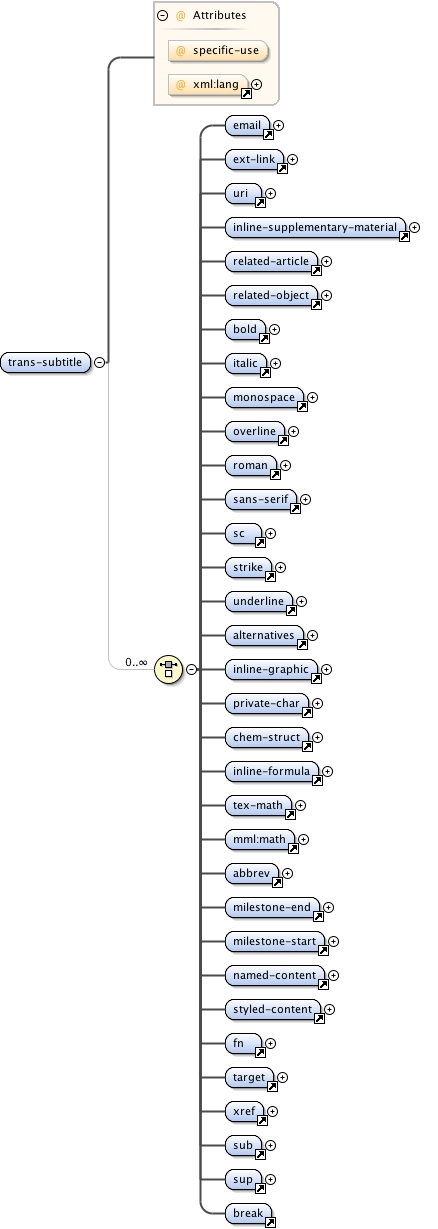 @ Attributes
@ specific-use
@ xml:lang
email
ext-link
uri
inline-supplementary-material
related-article
related-object
bold
trans-subtitle
italic
monospace
overline
roman
sans-serif
sc
strike
underline
alternatives
0..∞
inline-graphic
private-char
chem-struct
inline-formula
tex-math
mml:math
abbrev
milestone-end
milestone-start
named-content
styled-content
fn
target
xref
sub
sup
break